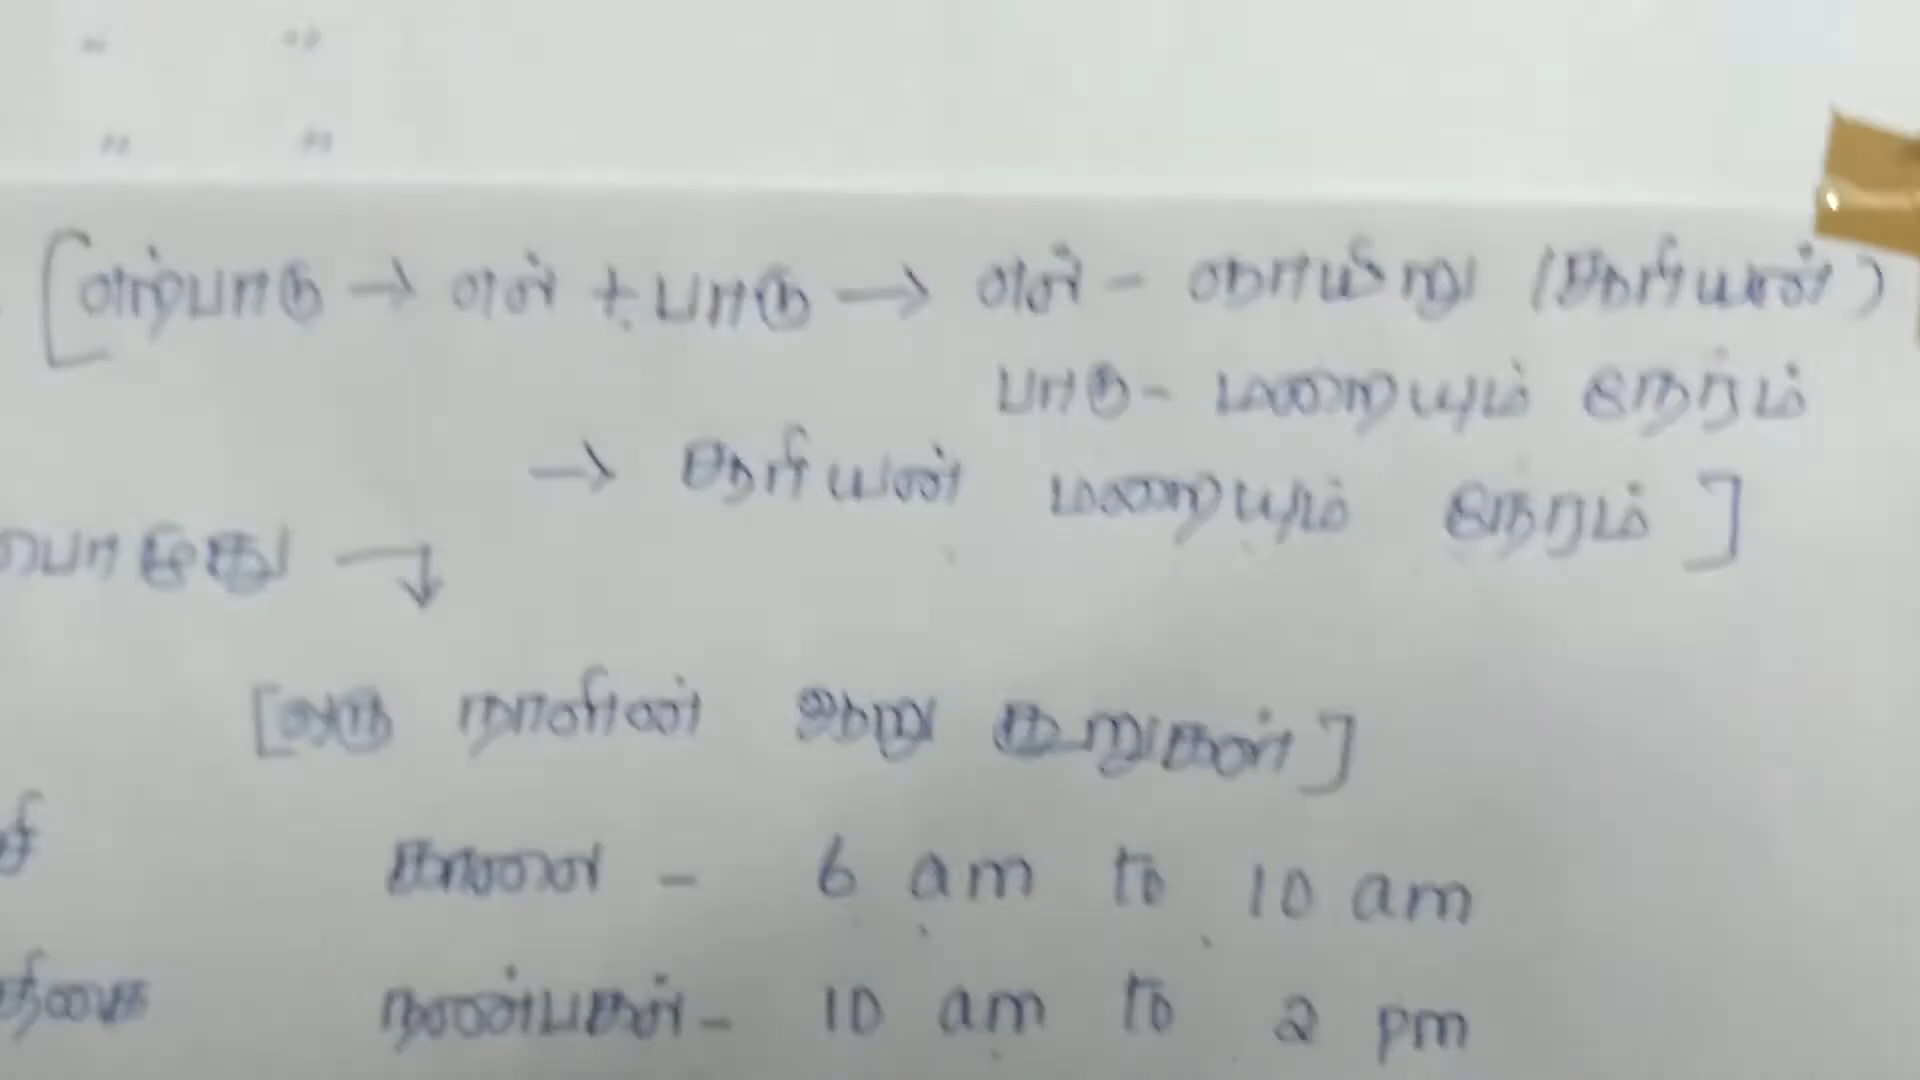 " "
" "
[எற்பாடு → எல் + பாடு → எல் - ஞாயிறு (சூரியன்)
பாடு - மறையும் நேரம்
→ சூரியன் மறையும் நேரம் ]
பொழுது
[ஒரு நாளின் ஆறு கூறுகள்]
காலை - 6 am to 10 am
நண்பகல் - 10 am to 2 pm